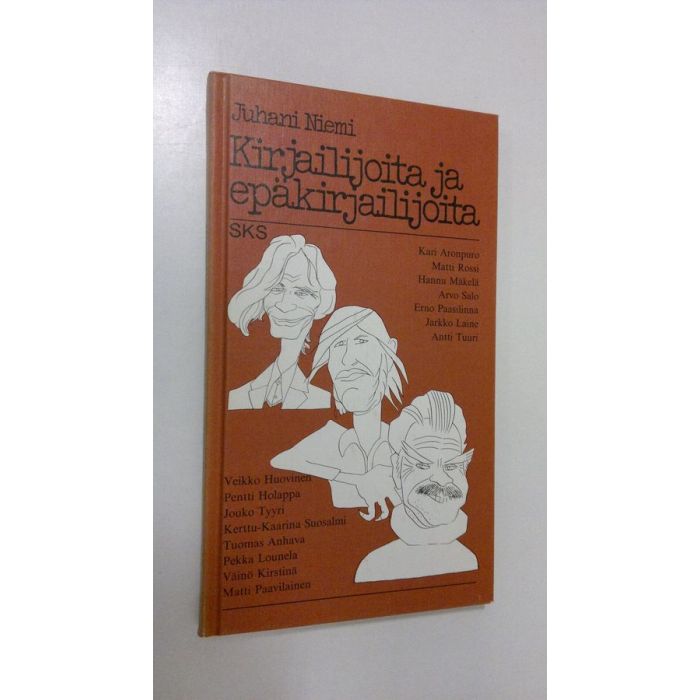 Juhani Niemi
Kirjailijoita ja
epäkirjailijoita
SKS
Kari Aronpuro
Matti Rossi
Hannu Mäkelä
Arvo Salo
Erno Paasilinna
Jarkko Laine
Antti Tuuri
Veikko Huovinen
Pentti Holappa
Jouko Tyyri
Kerttu-Kaarina Suosalmi
Tuomas Anhava
Pekka Lounela
Väinö Kirstinä
Matti Paavilainen